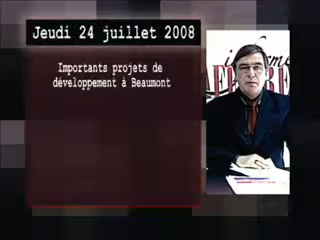 Jeudi 24 juillet 2008
Importants projets de
développement à Beaumont